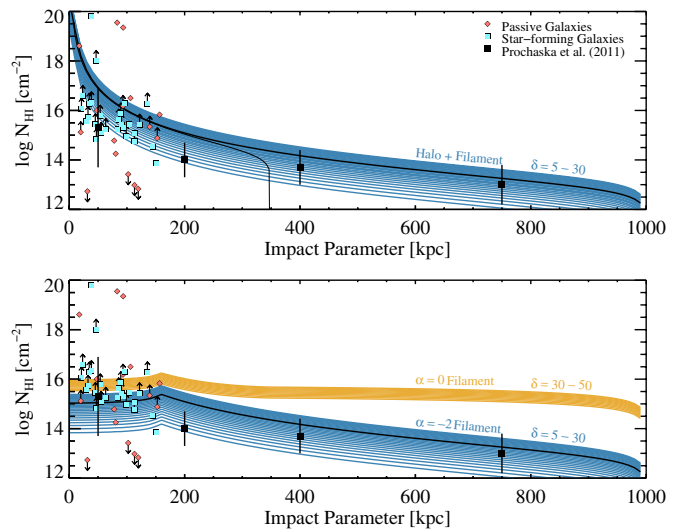 20
18
16
14
12
log N_HI [cm^-2]
Passive Galaxies
Star-forming Galaxies
Prochaska et al. (2011)
Halo + Filament δ = 5 − 30
0 200 400 600 800 1000
Impact Parameter [kpc]
20
18
16
14
12
log N_HI [cm^-2]
α = 0 Filament δ = 30 − 50
α = −2 Filament δ = 5 − 30
0 200 400 600 800 1000
Impact Parameter [kpc]